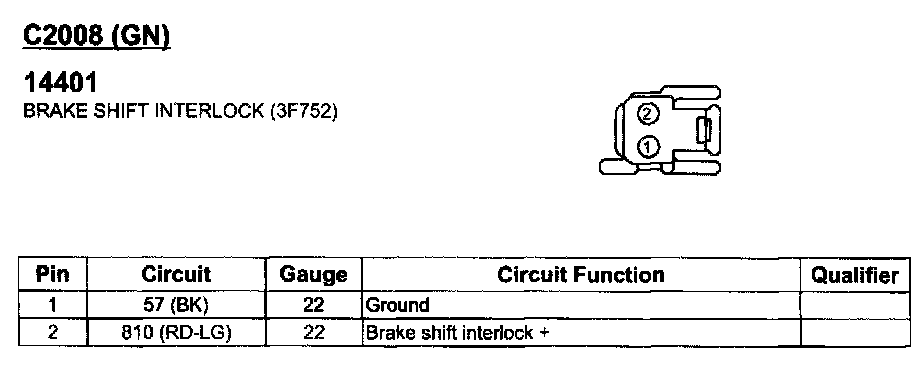 C2008 (GN)
14401
BRAKE SHIFT INTERLOCK (3F752)
2
1
Pin Circuit Gauge Circuit Function Qualifier
1 57 (BK) 22 Ground
2 810 (RD-LG) 22 Brake shift interlock +